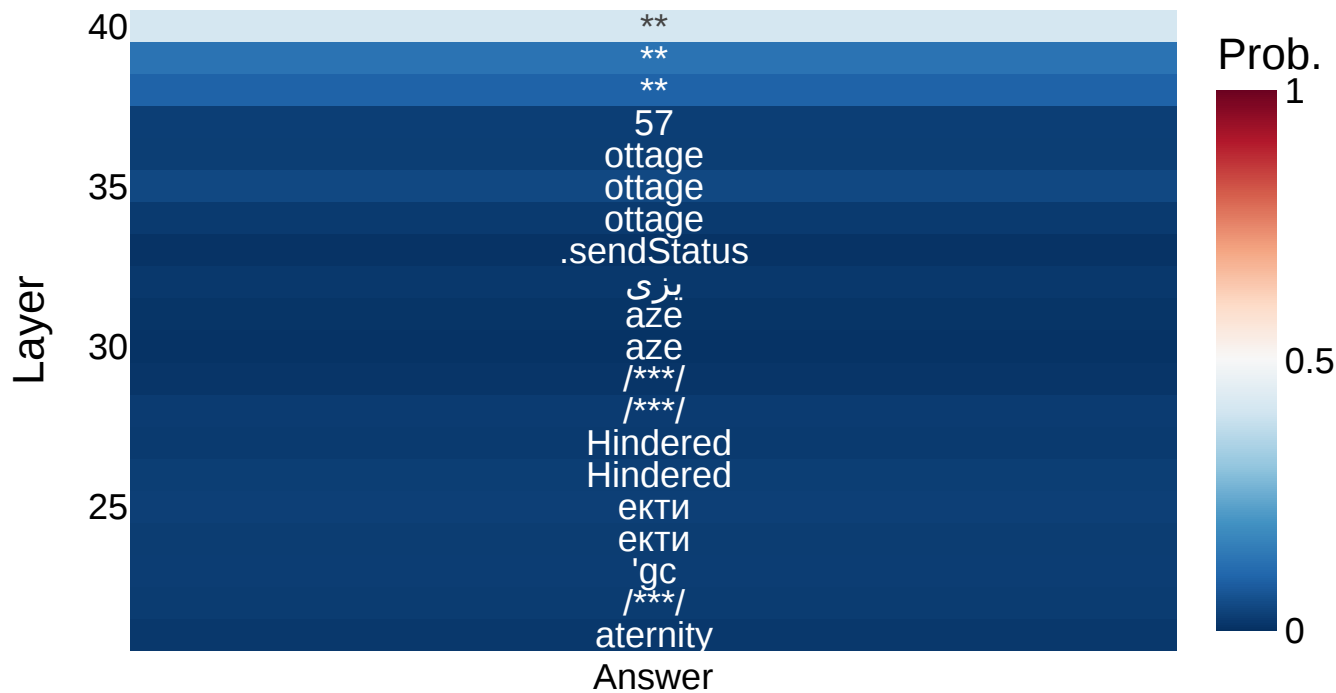 40
**
**
**
57
ottage
35
ottage
ottage
.sendStatus
یزی
aze
30
aze
/***/
/***/
Hindered
Hindered
25
екти
екти
'gc
/***/
aternity
Answer
Layer
Prob.
1
0.5
0